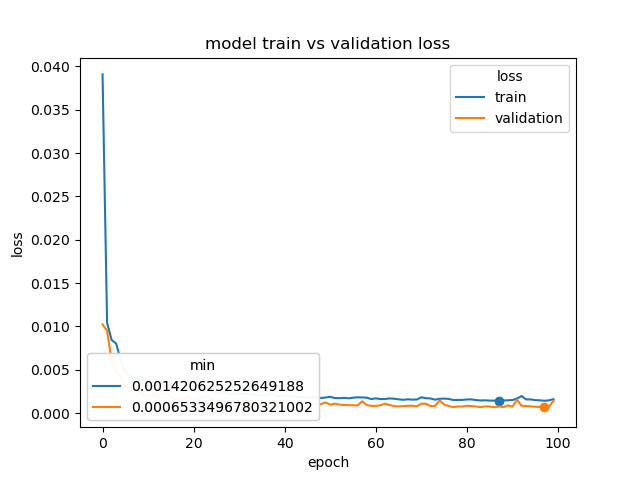 model train vs validation loss
loss
train
validation
0.040
0.035
0.030
0.025
0.020
0.015
0.010
0.005
0.000
loss
min
0.001420625252649188
0.0006533496780321002
0
20
40
60
80
100
epoch